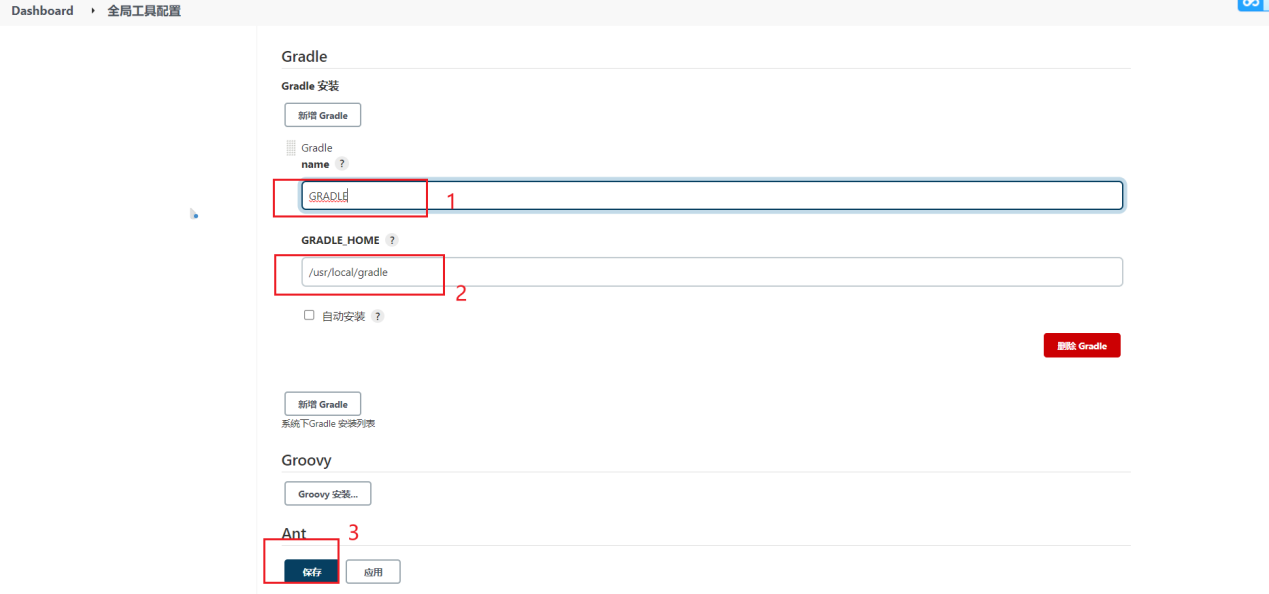 Dashboard › 全局工具配置
Gradle
Gradle 安装
新增 Gradle
Gradle
name ?
GRADLE
1
GRADLE_HOME ?
/usr/local/gradle
2
自动安装 ?
删除 Gradle
新增 Gradle
系统下Gradle 安装列表
Groovy
Groovy 安装...
Ant
3
保存 应用